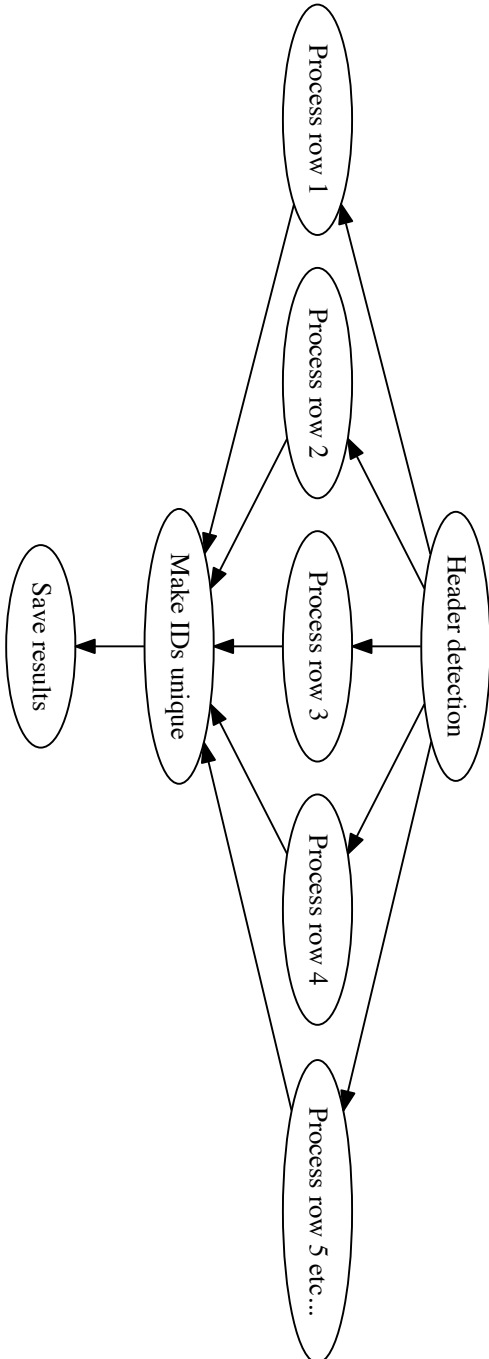 Header detection
Process row 1
Process row 2
Process row 3
Process row 4
Process row 5 etc...
Make IDs unique
Save results